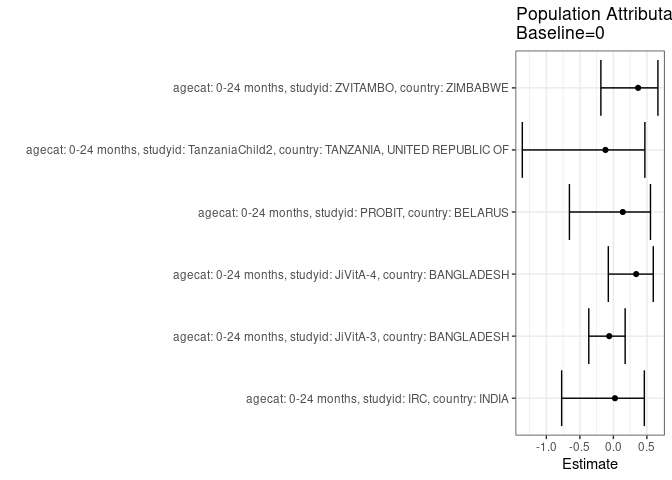 Population Attributa
Baseline=0
agecat: 0-24 months, studyid: ZVITAMBO, country: ZIMBABWE
agecat: 0-24 months, studyid: TanzaniaChild2, country: TANZANIA, UNITED REPUBLIC OF
agecat: 0-24 months, studyid: PROBIT, country: BELARUS
agecat: 0-24 months, studyid: JiVitA-4, country: BANGLADESH
agecat: 0-24 months, studyid: JiVitA-3, country: BANGLADESH
agecat: 0-24 months, studyid: IRC, country: INDIA
-1.0 -0.5 0.0 0.5
Estimate